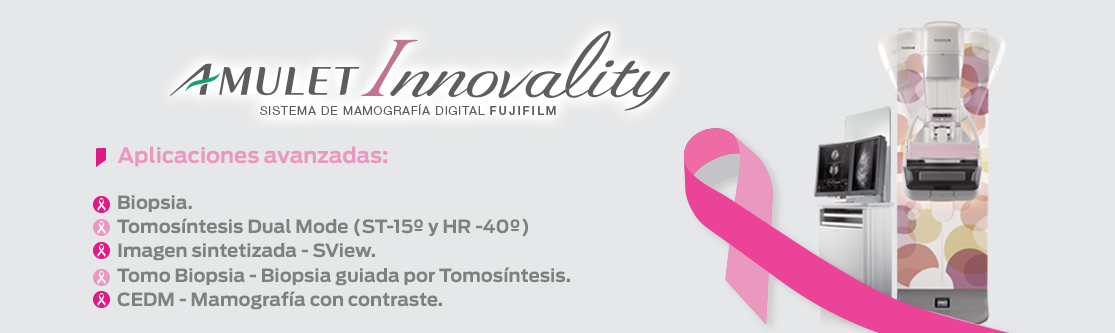 AMULET Innovality
SISTEMA DE MAMOGRAFÍA DIGITAL FUJIFILM
Aplicaciones avanzadas:
Biopsia.
Tomosíntesis Dual Mode (ST-15º y HR -40º)
Imagen sintetizada - SView.
Tomo Biopsia - Biopsia guiada por Tomosíntesis.
CEDM - Mamografía con contraste.